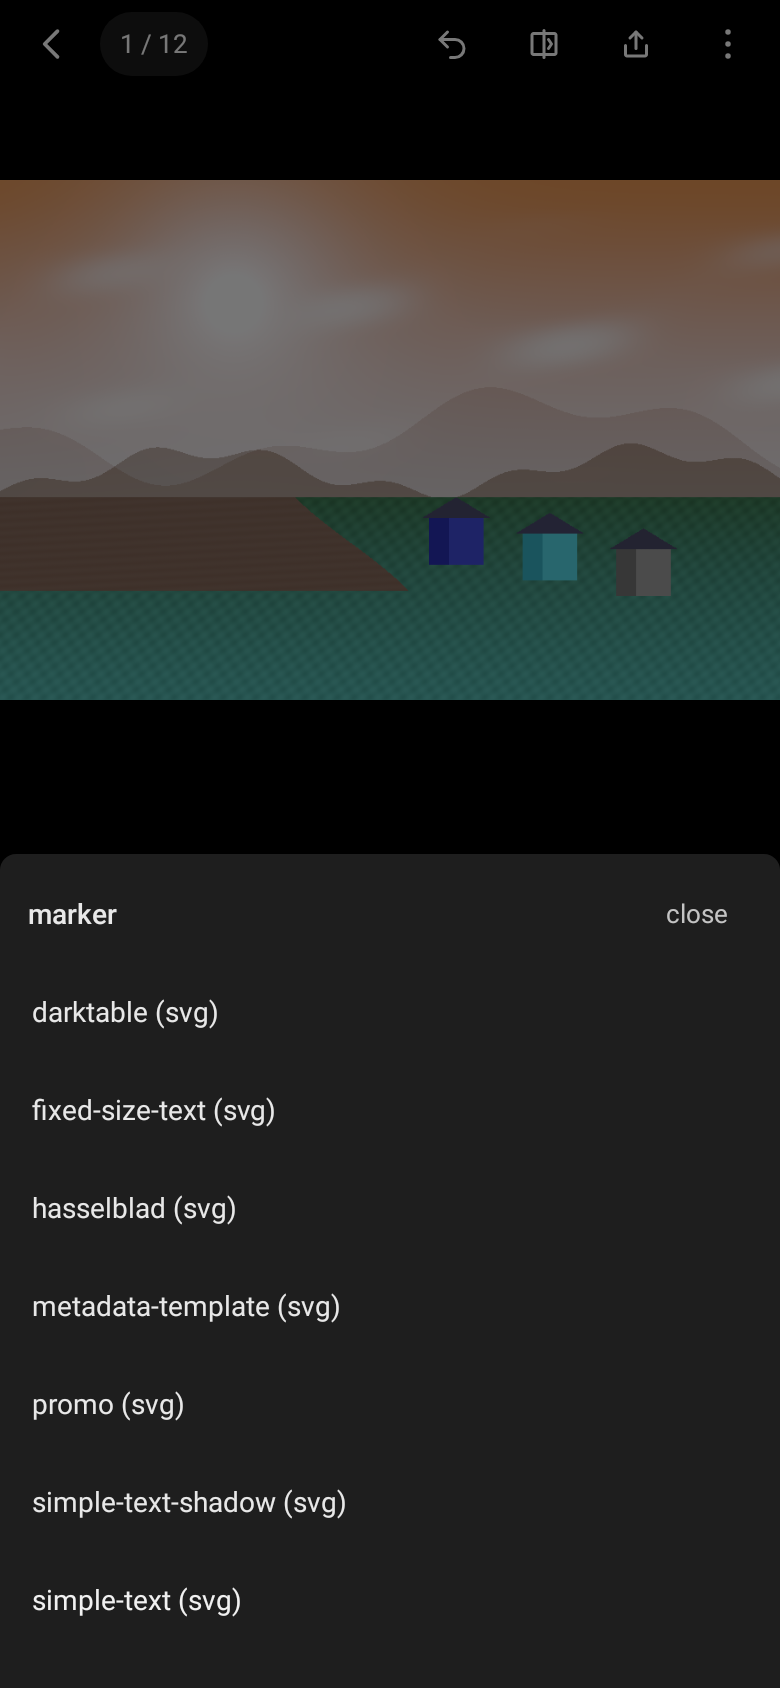 1 / 12
marker
close
darktable (svg)
fixed-size-text (svg)
hasselblad (svg)
metadata-template (svg)
promo (svg)
simple-text-shadow (svg)
simple-text (svg)